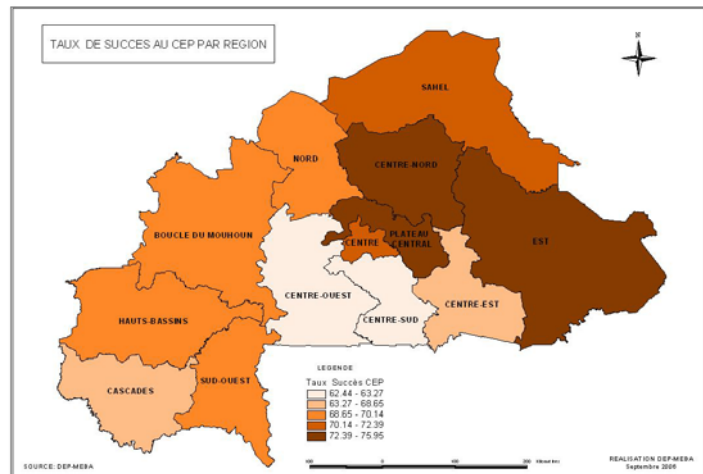 TAUX DE SUCCES AU CEP PAR REGION
N
SAHEL
NORD
CENTRE-NORD
BOUCLE DU MOUHOUN
PLATEAU
CENTRAL
CENTRE
EST
CENTRE-OUEST
CENTRE-EST
HAUTS-BASSINS
CENTRE-SUD
CASCADES
SUD-OUEST
LEGENDE
Taux Succès CEP
62.44 - 63.27
63.27 - 68.65
68.65 - 70.14
70.14 - 72.39
72.39 - 75.95
SOURCE: DEP-MEBA
REALISATION DEP-MEBA